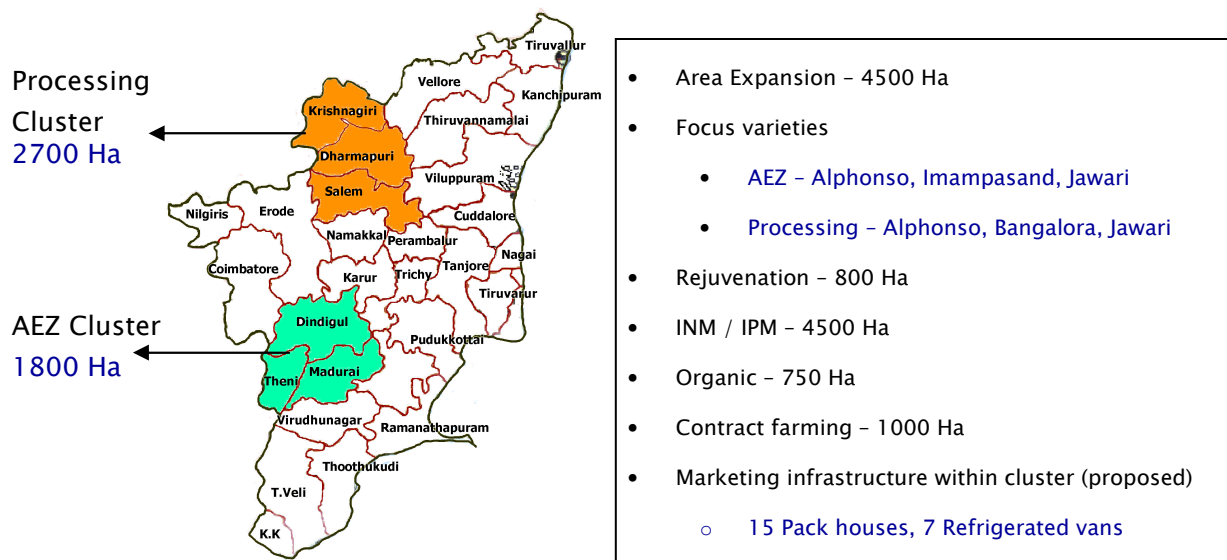 Processing
Cluster
2700 Ha
AEZ Cluster
1800 Ha
Tiruvallur
Vellore
Kanchipuram
Krishnagiri
Thiruvannamalai
Dharmapuri
Viluppuram
Salem
Nilgiris
Erode
Cuddalore
Namakkal
Perambalur
Nagai
Coimbatore
Karur
Trichy
Tanjore
Tiruvarur
Dindigul
Pudukkottai
Theni
Madurai
Virudhunagar
Ramanathapuram
Thoothukudi
T.Veli
K.K
• Area Expansion – 4500 Ha
• Focus varieties
• AEZ – Alphonso, Imampasand, Jawari
• Processing – Alphonso, Bangalora, Jawari
• Rejuvenation – 800 Ha
• INM / IPM – 4500 Ha
• Organic – 750 Ha
• Contract farming – 1000 Ha
• Marketing infrastructure within cluster (proposed)
○ 15 Pack houses, 7 Refrigerated vans